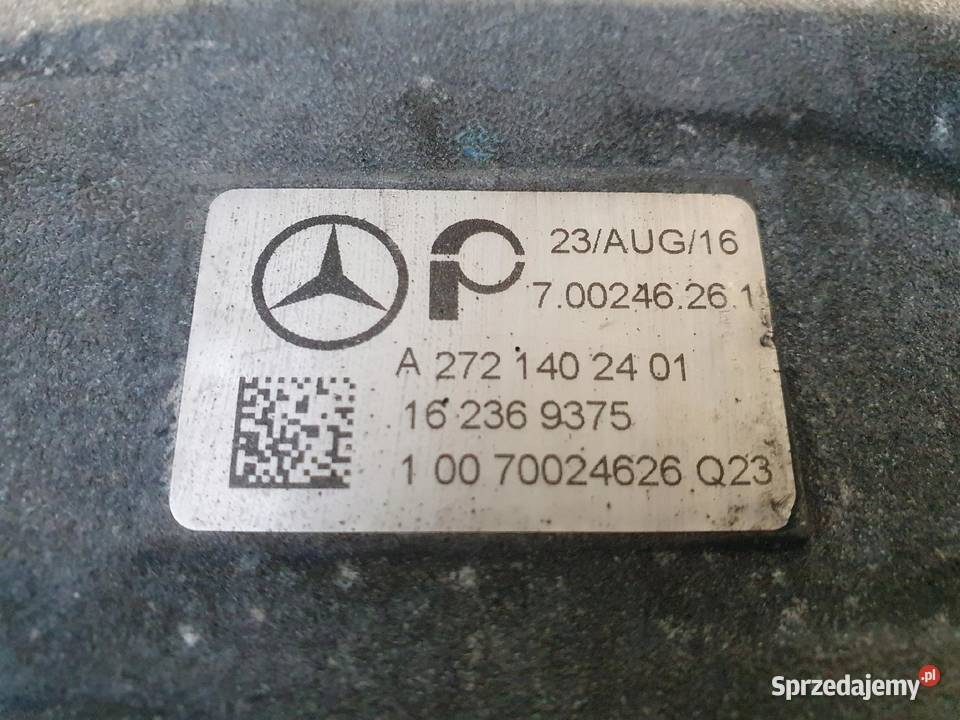 23/AUG/16
7.00246.26 1
A 272 140 24 01
16 236 9375
1 00 70024626 Q23
Sprzedajemy.pl